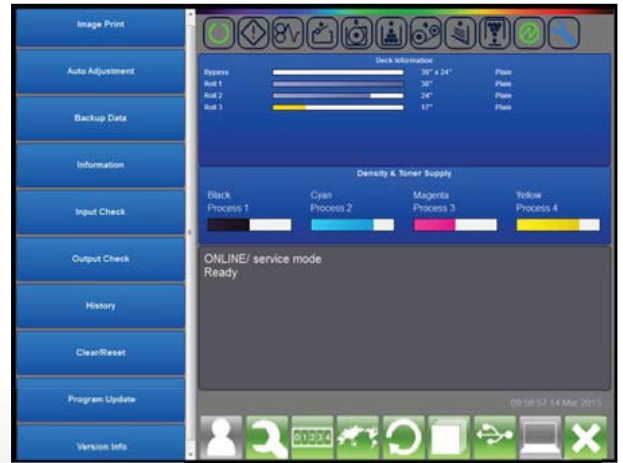 Image Print
Auto Adjustment
Backup Data
Information
Input Check
Output Check
History
Clear/Reset
Program Update
Version Info
Deck Information
Bypass 36" x 24" Plain
Roll 1 36" Plain
Roll 2 24" Plain
Roll 3 17" Plain
Density & Toner Supply
Black Cyan Magenta Yellow
Process 1 Process 2 Process 3 Process 4
ONLINE/ service mode
Ready
09:56:57 14 Mar 2015
01234